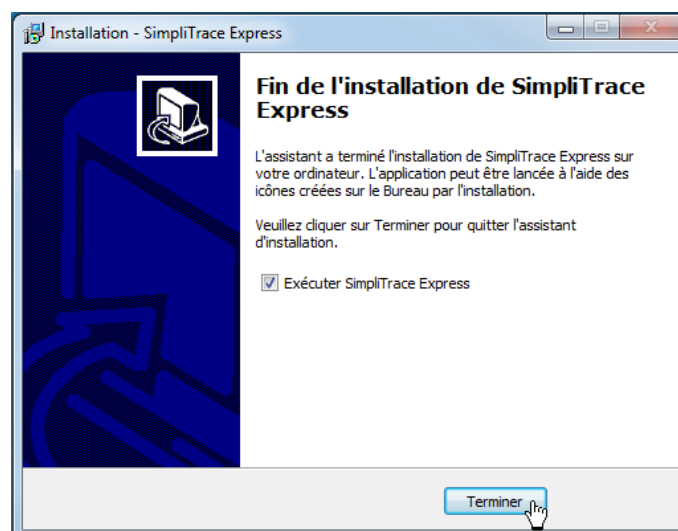 Installation - SimpliTrace Express
Fin de l'installation de SimpliTrace
Express
L'assistant a terminé l'installation de SimpliTrace Express sur
votre ordinateur. L'application peut être lancée à l'aide des
icônes créées sur le Bureau par l'installation.
Veuillez cliquer sur Terminer pour quitter l'assistant
d'installation.
Exécuter SimpliTrace Express
Terminer